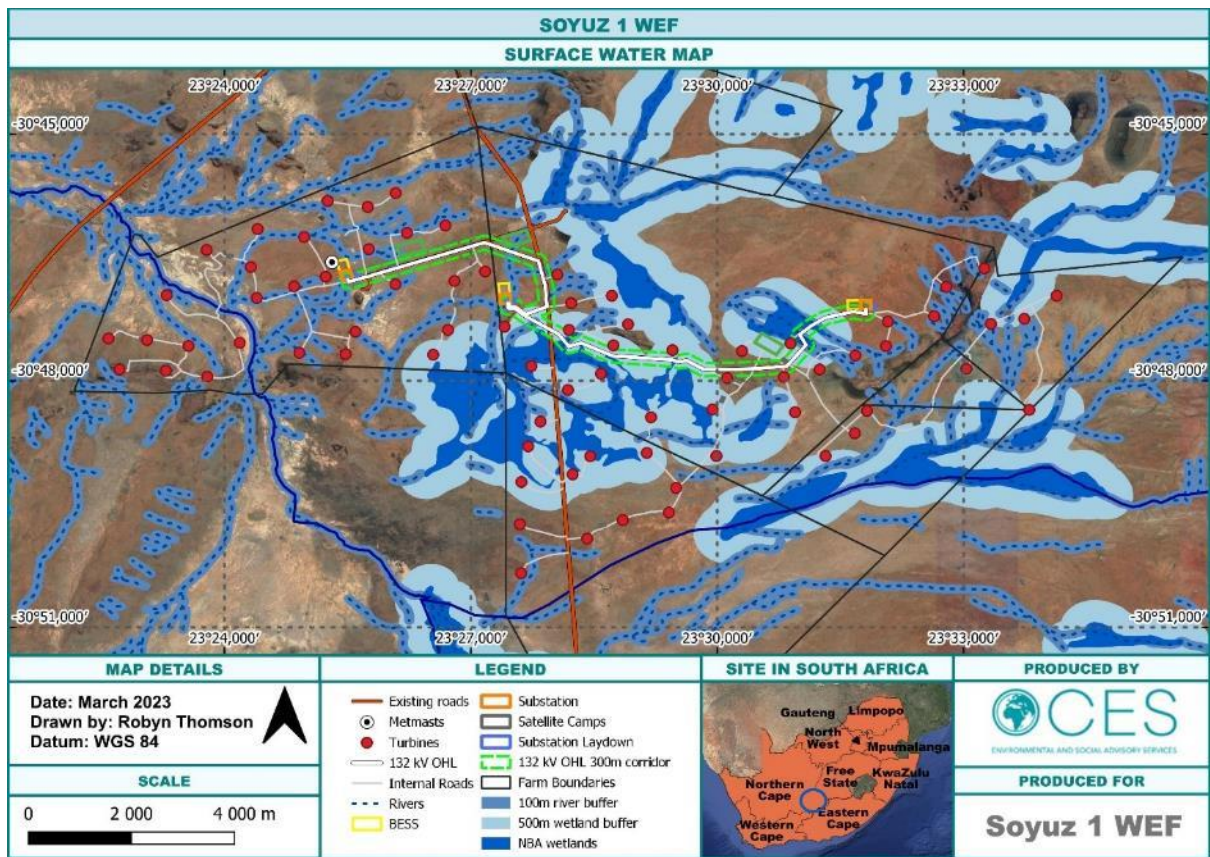 SOYUZ 1 WEF
SURFACE WATER MAP
23°24,000′ 23°27,000′ 23°30,000′ 23°33,000′
-30°45,000′ -30°45,000′
-30°48,000′ -30°48,000′
-30°51,000′ -30°51,000′
23°24,000′ 23°27,000′ 23°30,000′ 23°33,000′
MAP DETAILS
Date: March 2023
Drawn by: Robyn Thomson
Datum: WGS 84
SCALE
0 2 000 4 000 m
LEGEND
Existing roads
Metmasts
Turbines
132 kV OHL
Internal Roads
Rivers
BESS
Substation
Satellite Camps
Substation Laydown
132 kV OHL 300m corridor
Farm Boundaries
100m river buffer
500m wetland buffer
NBA wetlands
SITE IN SOUTH AFRICA
Gauteng
Limpopo
North
West
Mpumalanga
Free
State
KwaZulu
Natal
Northern
Cape
Eastern
Cape
Western
Cape
PRODUCED BY
CES
ENVIRONMENTAL AND SOCIAL ADVISORY SERVICES
PRODUCED FOR
Soyuz 1 WEF